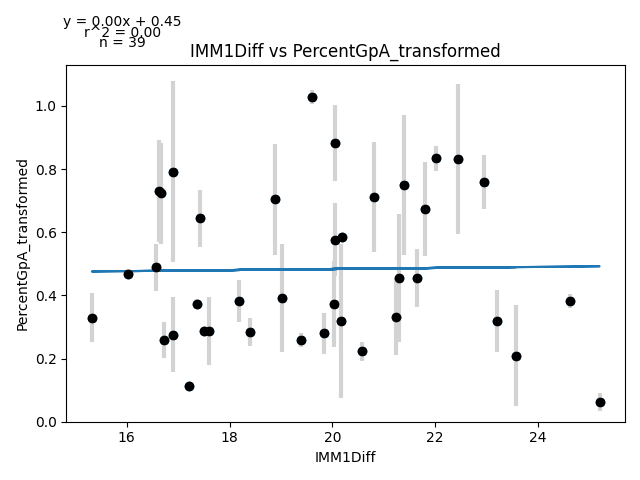 y = 0.00x + 0.45
r^2 = 0.00
n = 39
IMM1Diff vs PercentGpA_transformed
PercentGpA_transformed
1.0
0.8
0.6
0.4
0.2
0.0
16 18 20 22 24
IMM1Diff